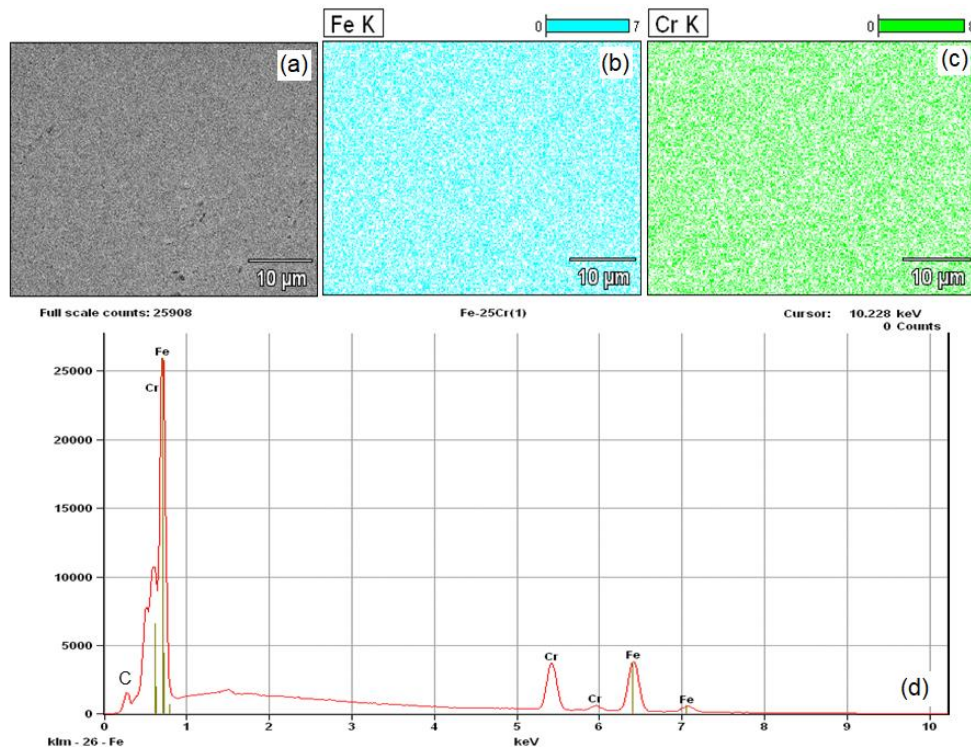 Fe K 0 7 Cr K 0 8
(a) (b) (c)
10 µm 10 µm 10 µm
Full scale counts: 25908 Fe-25Cr(1) Cursor: 10.228 keV
0 Counts
Fe
25000
Cr
20000
15000
10000
5000
Cr Fe
C Cr Fe (d)
0
0 1 2 3 4 5 6 7 8 9 10
klm - 26 - Fe keV